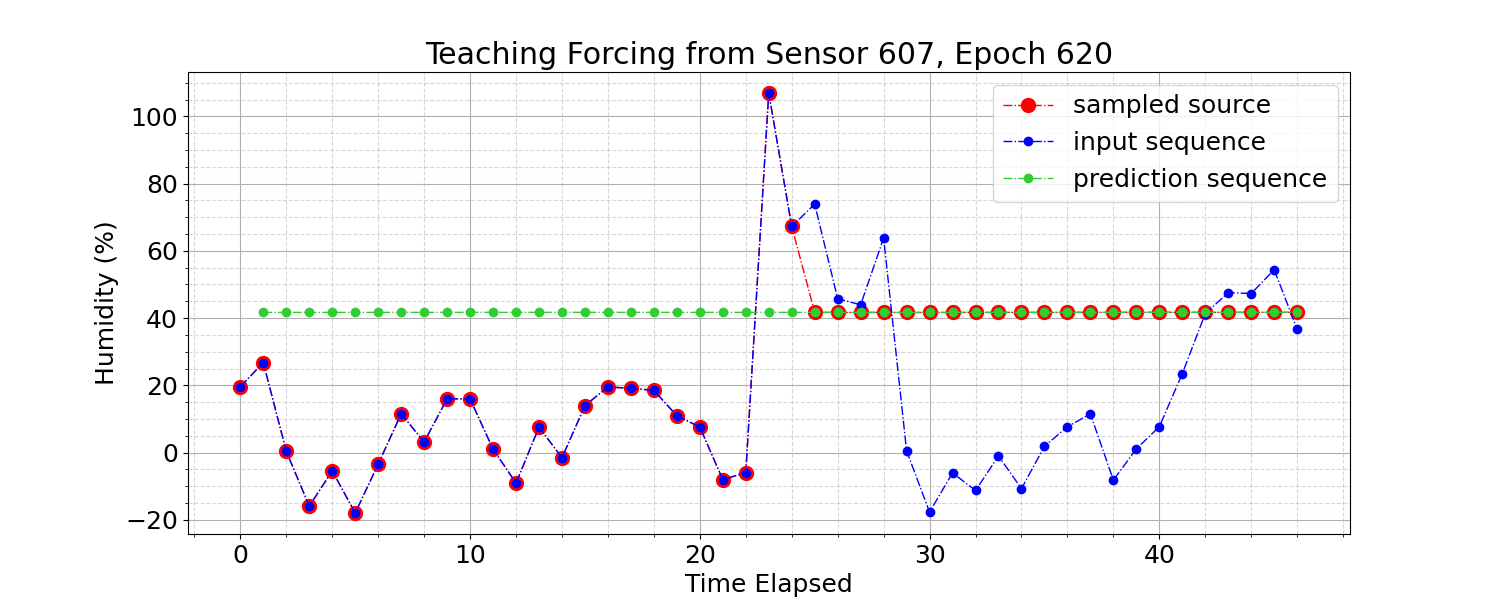 Teaching Forcing from Sensor 607, Epoch 620
sampled source
input sequence
prediction sequence
Humidity (%)
100
80
60
40
20
0
−20
0 10 20 30 40
Time Elapsed